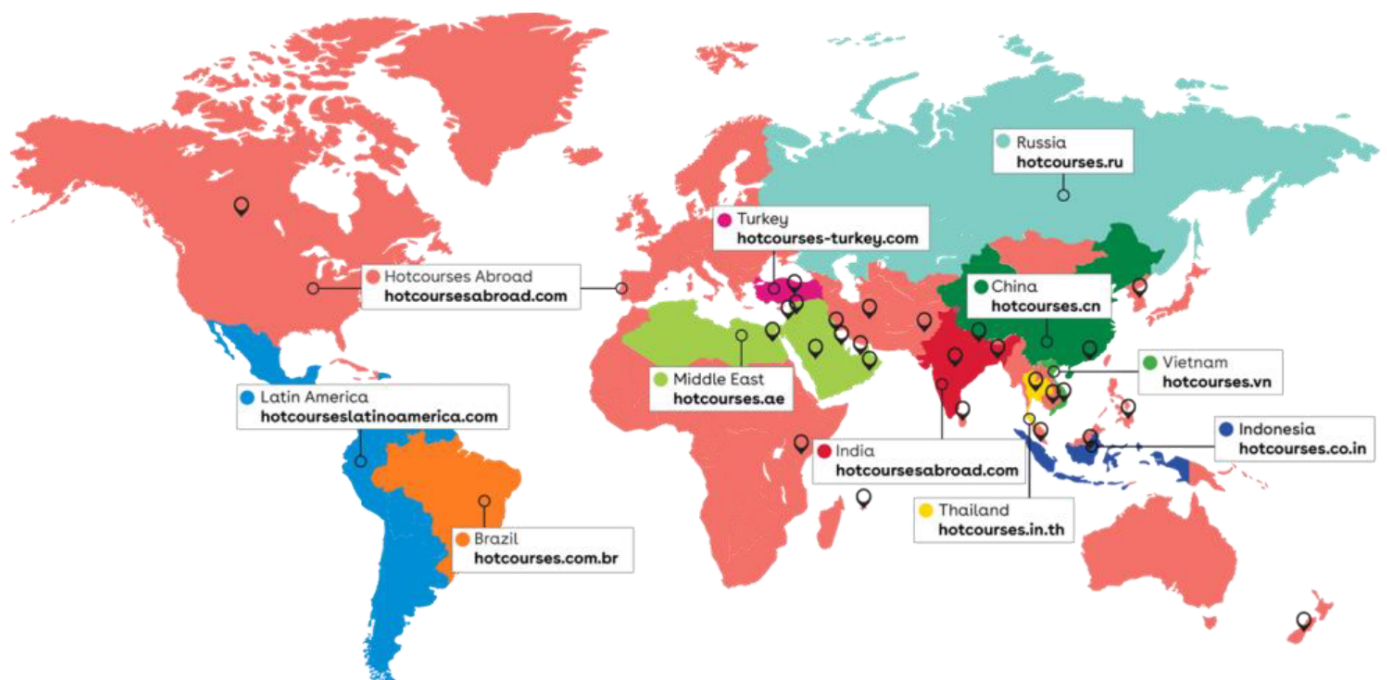 Russia
hotcourses.ru
Turkey
hotcourses-turkey.com
Hotcourses Abroad
hotcoursesabroad.com
China
hotcourses.cn
Vietnam
hotcourses.vn
Middle East
hotcourses.ae
Latin America
hotcourseslatinoamerica.com
Indonesia
hotcourses.co.in
India
hotcoursesabroad.com
Thailand
hotcourses.in.th
Brazil
hotcourses.com.br